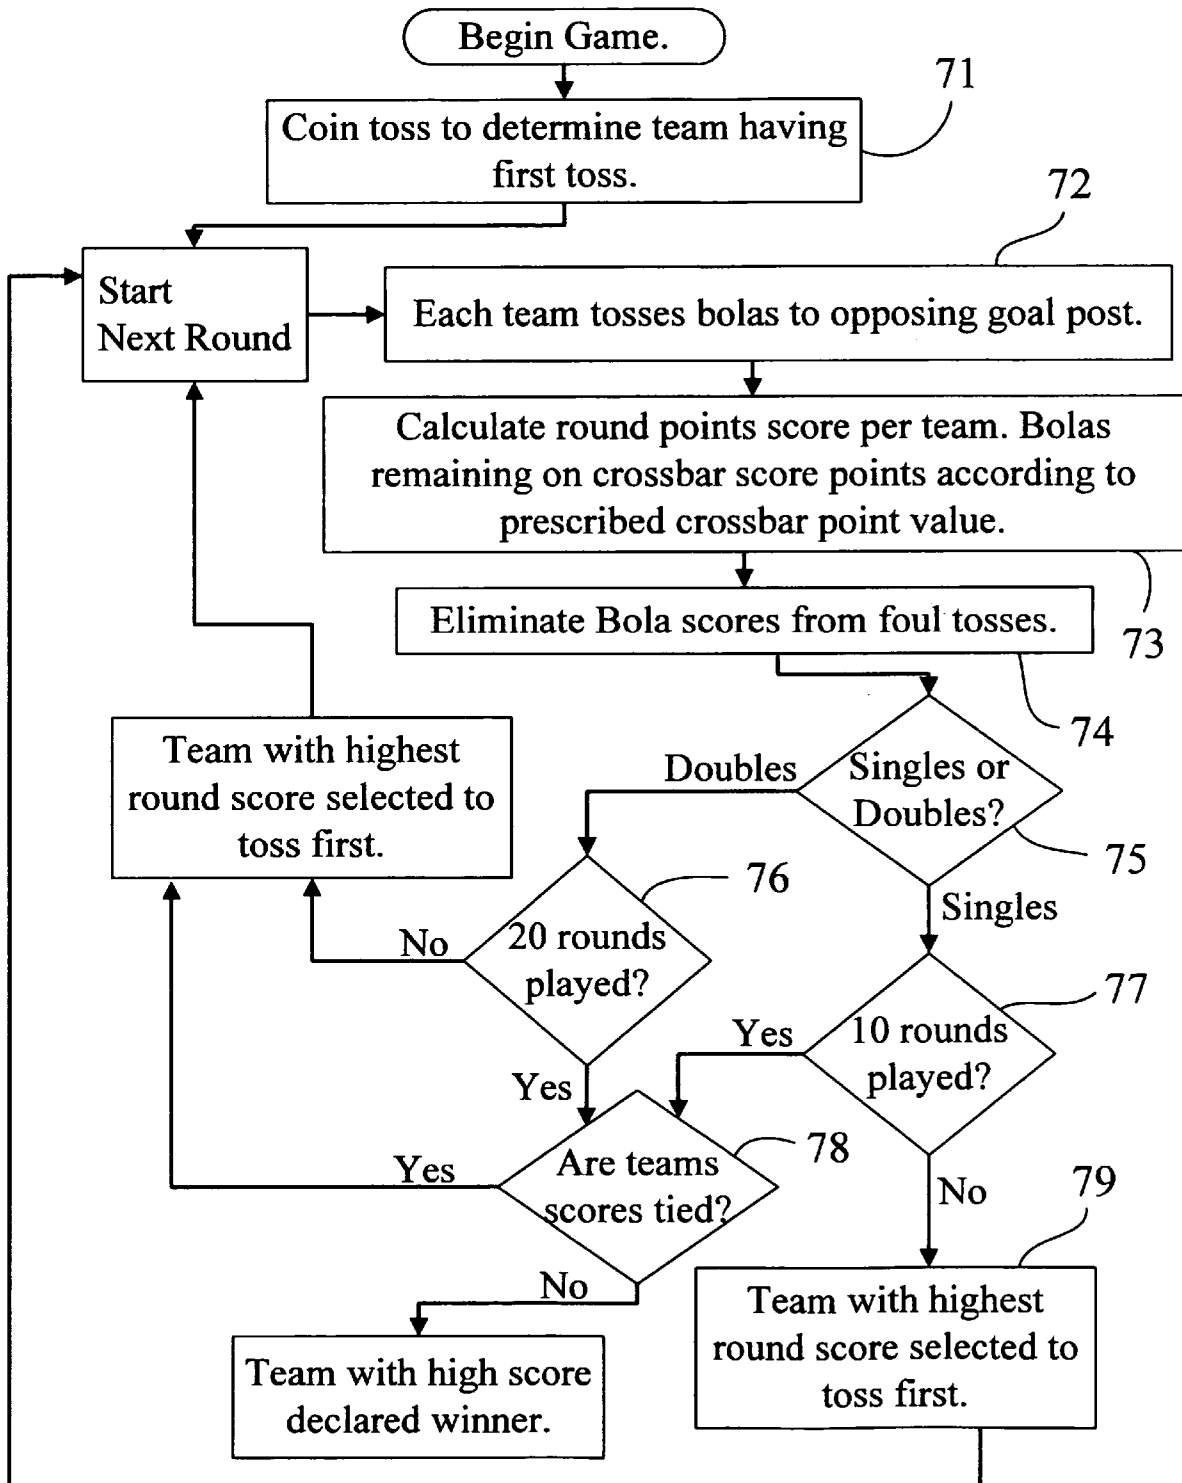 Begin Game.
71
Coin toss to determine team having
first toss.
72
Start
Next Round
Each team tosses bolas to opposing goal post.
Calculate round points score per team. Bolas
remaining on crossbar score points according to
prescribed crossbar point value.
73
Eliminate Bola scores from foul tosses.
74
Team with highest
round score selected to
toss first.
Doubles
Singles or
Doubles?
75
Singles
76
20 rounds
played?
No
Yes
77
10 rounds
played?
Yes
No
78
Are teams
scores tied?
Yes
No
79
Team with highest
round score selected to
toss first.
Team with high score
declared winner.